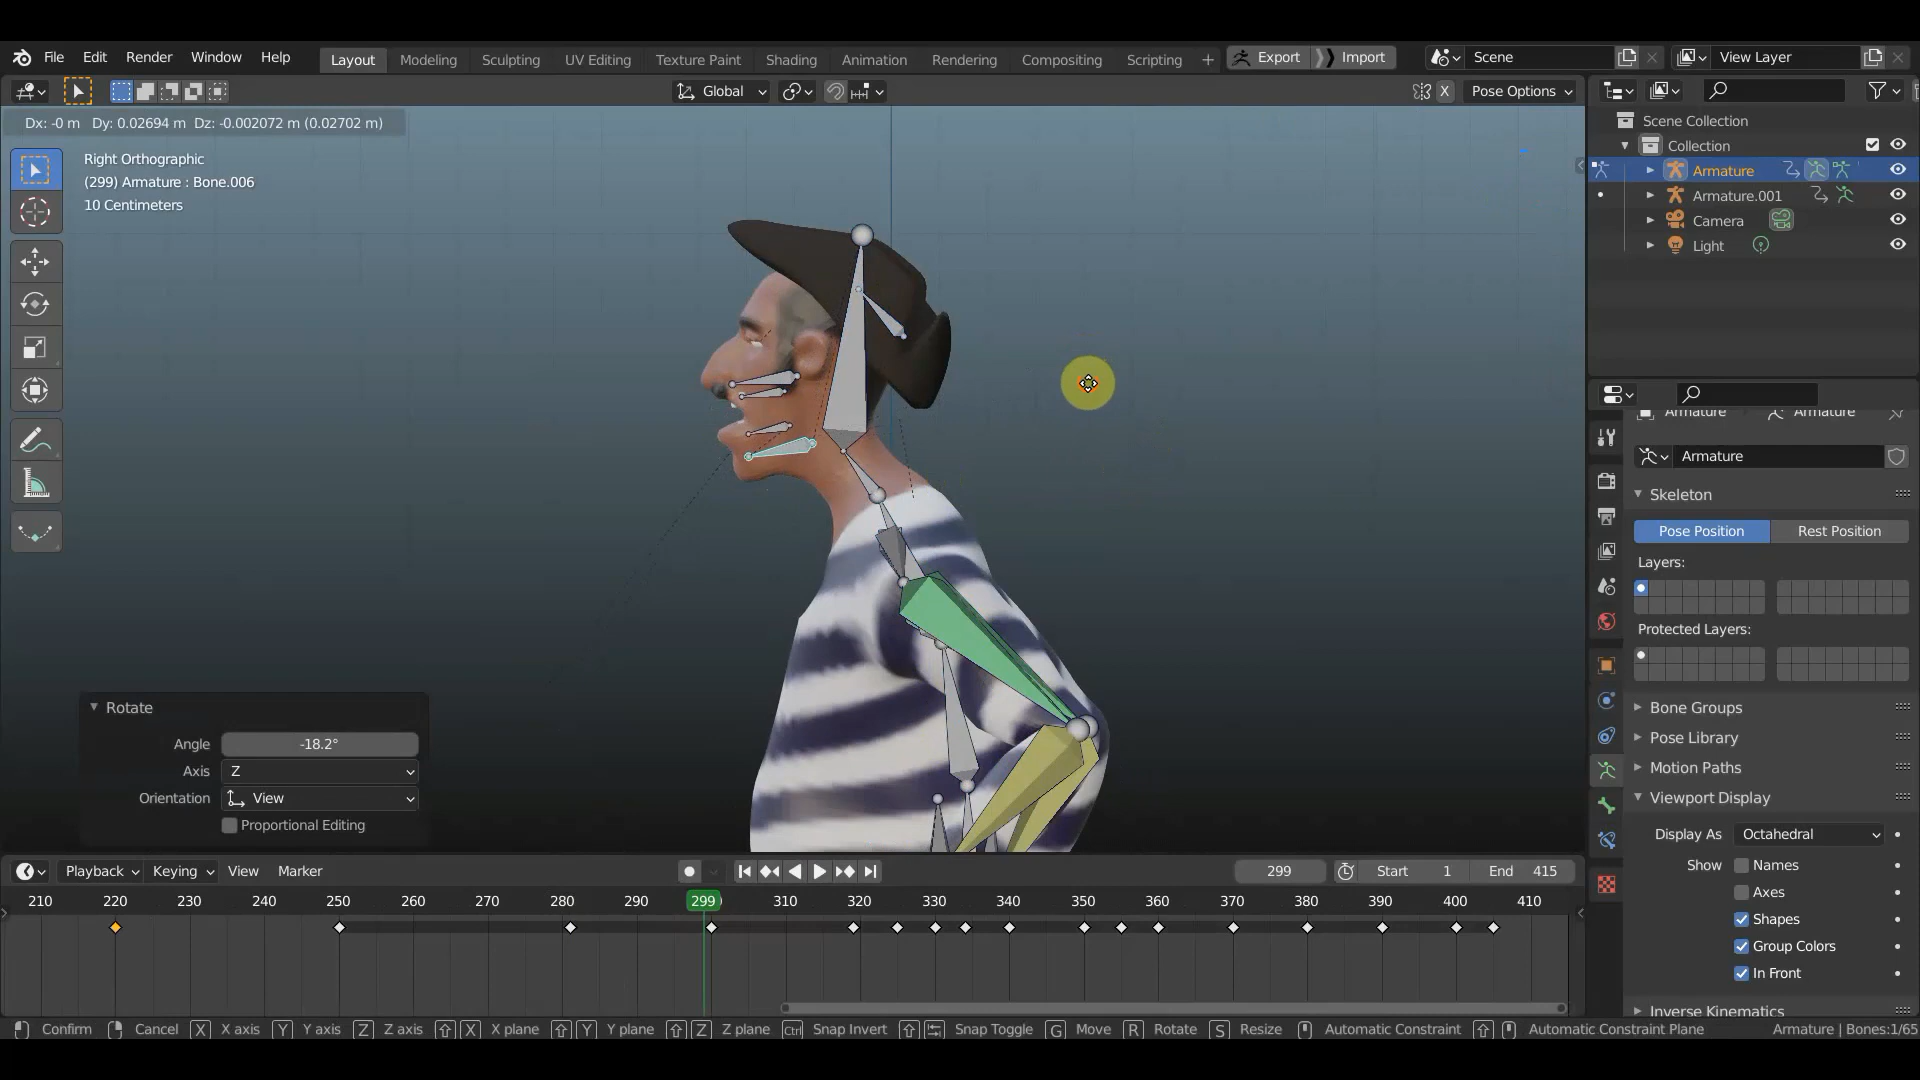 File Edit Render Window Help Layout Modeling Sculpting UV Editing Texture Paint Shading Animation Rendering Compositing Scripting + Export Import Scene View Layer
Global X Pose Options
Dx: -0 m Dy: 0.02694 m Dz: -0.002072 m (0.02702 m)
Right Orthographic
(299) Armature : Bone.006
10 Centimeters
Scene Collection
Collection
Armature
Armature.001
Camera
Light
Armature Armature
Armature
Skeleton
Pose Position Rest Position
Layers:
Protected Layers:
Bone Groups
Pose Library
Motion Paths
Viewport Display
Display As Octahedral
Show Names
Axes
Shapes
Group Colors
In Front
Inverse Kinematics
Rotate
Angle -18.2°
Axis Z
Orientation View
Proportional Editing
Playback Keying View Marker 299 Start 1 End 415
210 220 230 240 250 260 270 280 290 299 310 320 330 340 350 360 370 380 390 400 410
Confirm Cancel X X axis Y Y axis Z Z axis X X plane Y Y plane Z Z plane Ctrl Snap Invert Snap Toggle G Move R Rotate S Resize Automatic Constraint Automatic Constraint Plane Armature | Bones:1/65